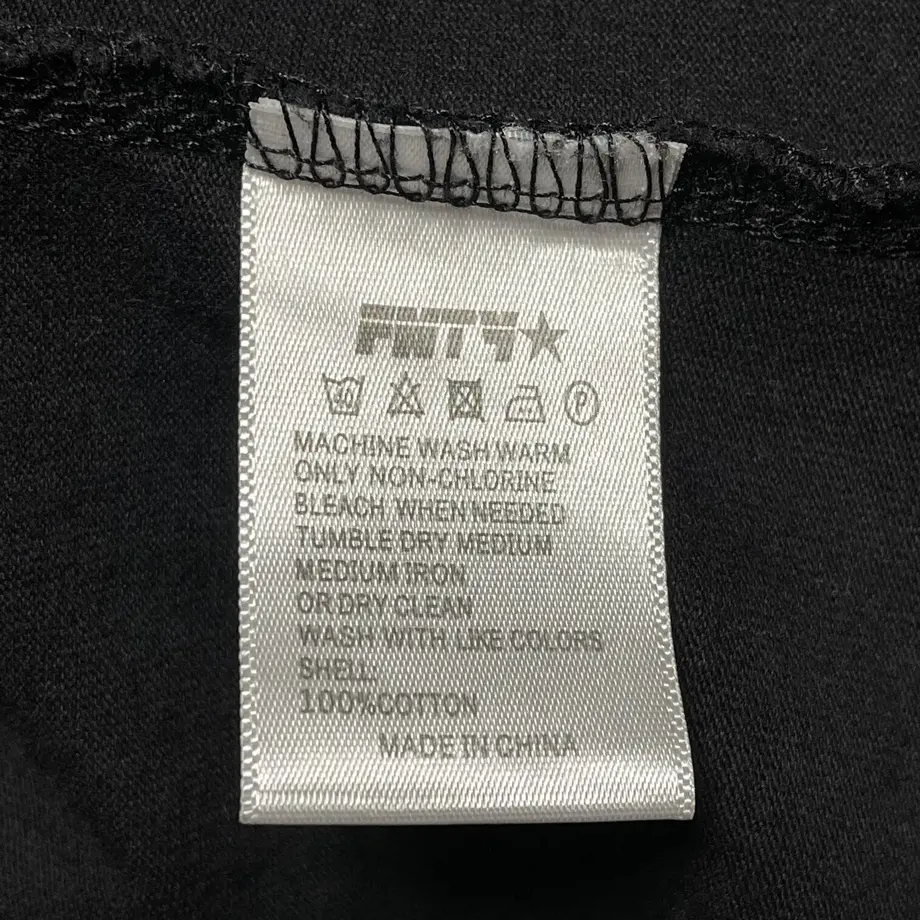 FNTY★
40
P
MACHINE WASH WARM
ONLY NON-CHLORINE
BLEACH WHEN NEEDED
TUMBLE DRY MEDIUM
MEDIUM IRON
OR DRY CLEAN
WASH WITH LIKE COLORS
SHELL
100%COTTON
MADE IN CHINA